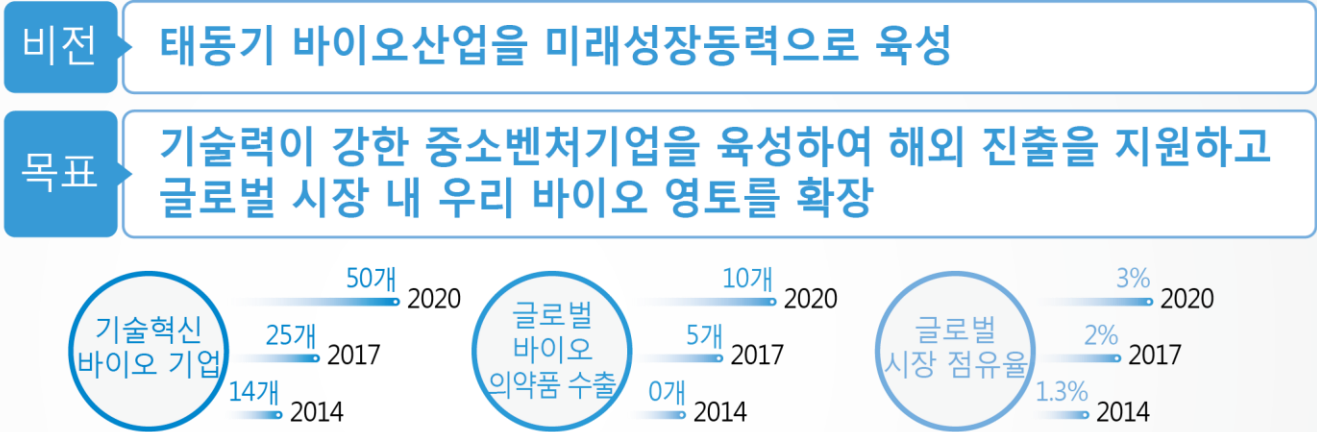 비전
태동기 바이오산업을 미래성장동력으로 육성
목표
기술력이 강한 중소벤처기업을 육성하여 해외 진출을 지원하고
글로벌 시장 내 우리 바이오 영토를 확장
기술혁신
바이오 기업
50개
2020
25개
2017
14개
2014
글로벌
바이오
의약품 수출
10개
2020
5개
2017
0개
2014
글로벌
시장 점유율
3%
2020
2%
2017
1.3%
2014